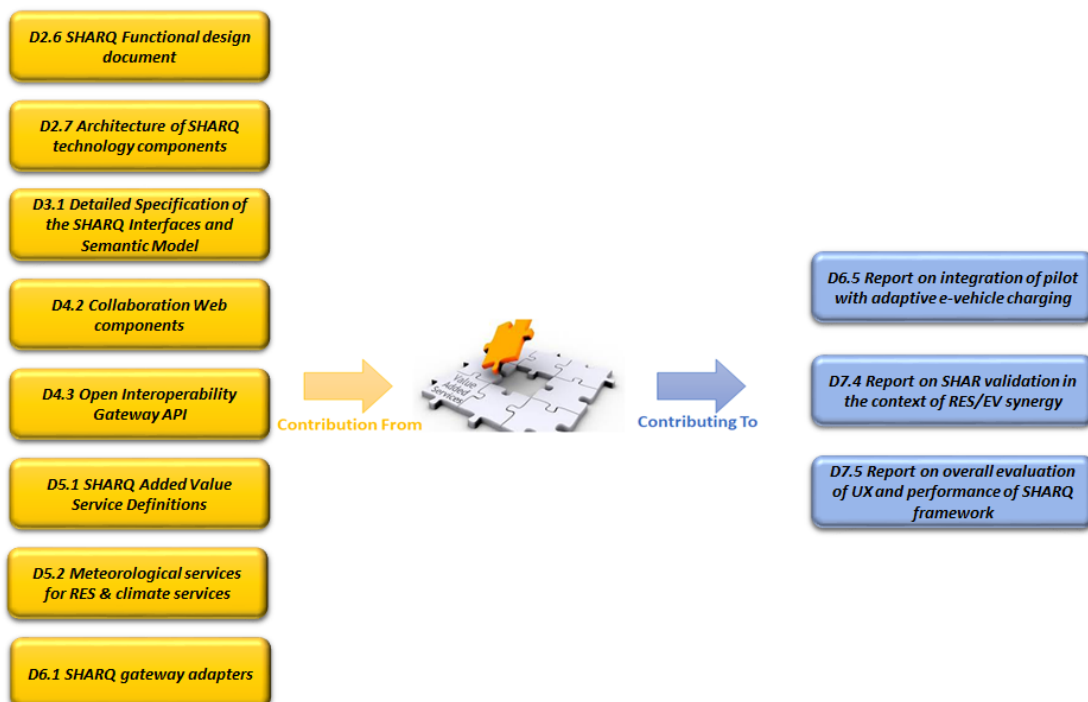 D2.6 SHARQ Functional design
document
D2.7 Architecture of SHARQ
technology components
D3.1 Detailed Specification of
the SHARQ Interfaces and
Semantic Model
D4.2 Collaboration Web
components
D4.3 Open Interoperability
Gateway API
D5.1 SHARQ Added Value
Service Definitions
D5.2 Meteorological services
for RES & climate services
D6.1 SHARQ gateway adapters
Contribution From
Value
Added
Services
Contributing To
D6.5 Report on integration of pilot
with adaptive e-vehicle charging
D7.4 Report on SHAR validation in
the context of RES/EV synergy
D7.5 Report on overall evaluation
of UX and performance of SHARQ
framework